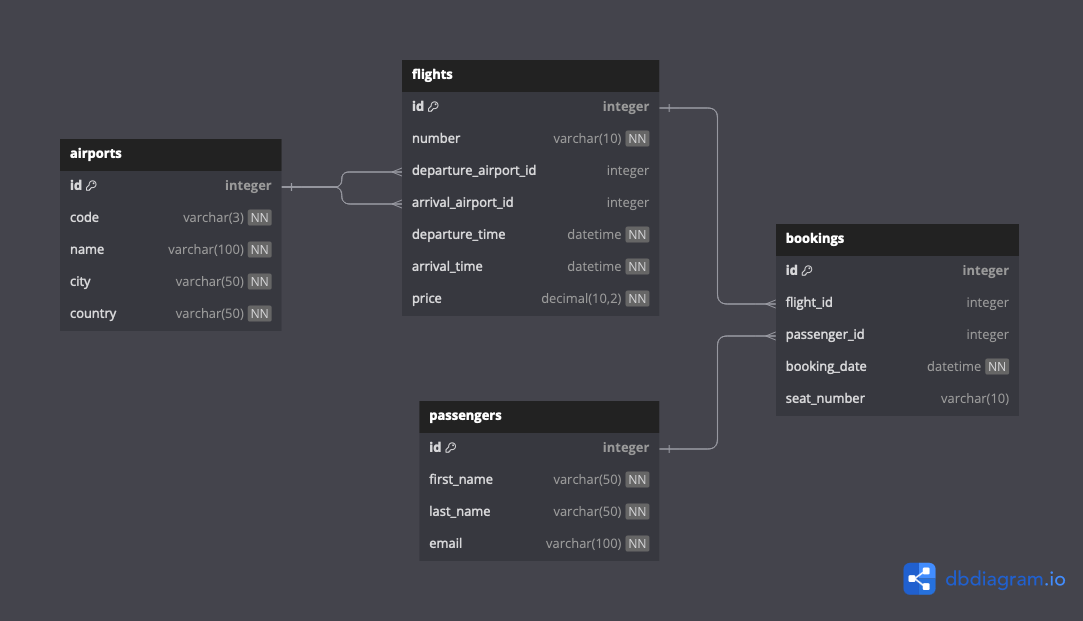 airports
id integer
code varchar(3) NN
name varchar(100) NN
city varchar(50) NN
country varchar(50) NN
flights
id integer
number varchar(10) NN
departure_airport_id integer
arrival_airport_id integer
departure_time datetime NN
arrival_time datetime NN
price decimal(10,2) NN
passengers
id integer
first_name varchar(50) NN
last_name varchar(50) NN
email varchar(100) NN
bookings
id integer
flight_id integer
passenger_id integer
booking_date datetime NN
seat_number varchar(10)
dbdiagram.io